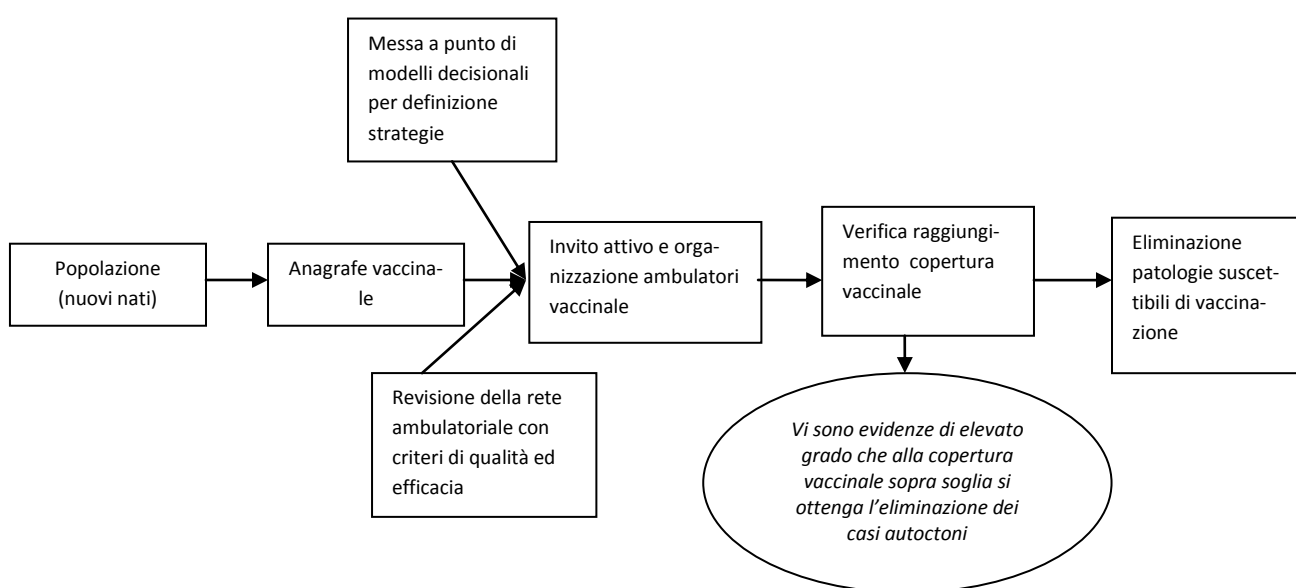 Messa a punto di
modelli decisionali
per definizione
strategie
Popolazione
(nuovi nati)
Anagrafe vaccina-
le
Invito attivo e orga-
nizzazione ambulatori
vaccinale
Verifica raggiungi-
mento copertura
vaccinale
Eliminazione
patologie suscet-
tibili di vaccina-
zione
Revisione della rete
ambulatoriale con
criteri di qualità ed
efficacia
Vi sono evidenze di elevato
grado che alla copertura
vaccinale sopra soglia si
ottenga l’eliminazione dei
casi autoctoni